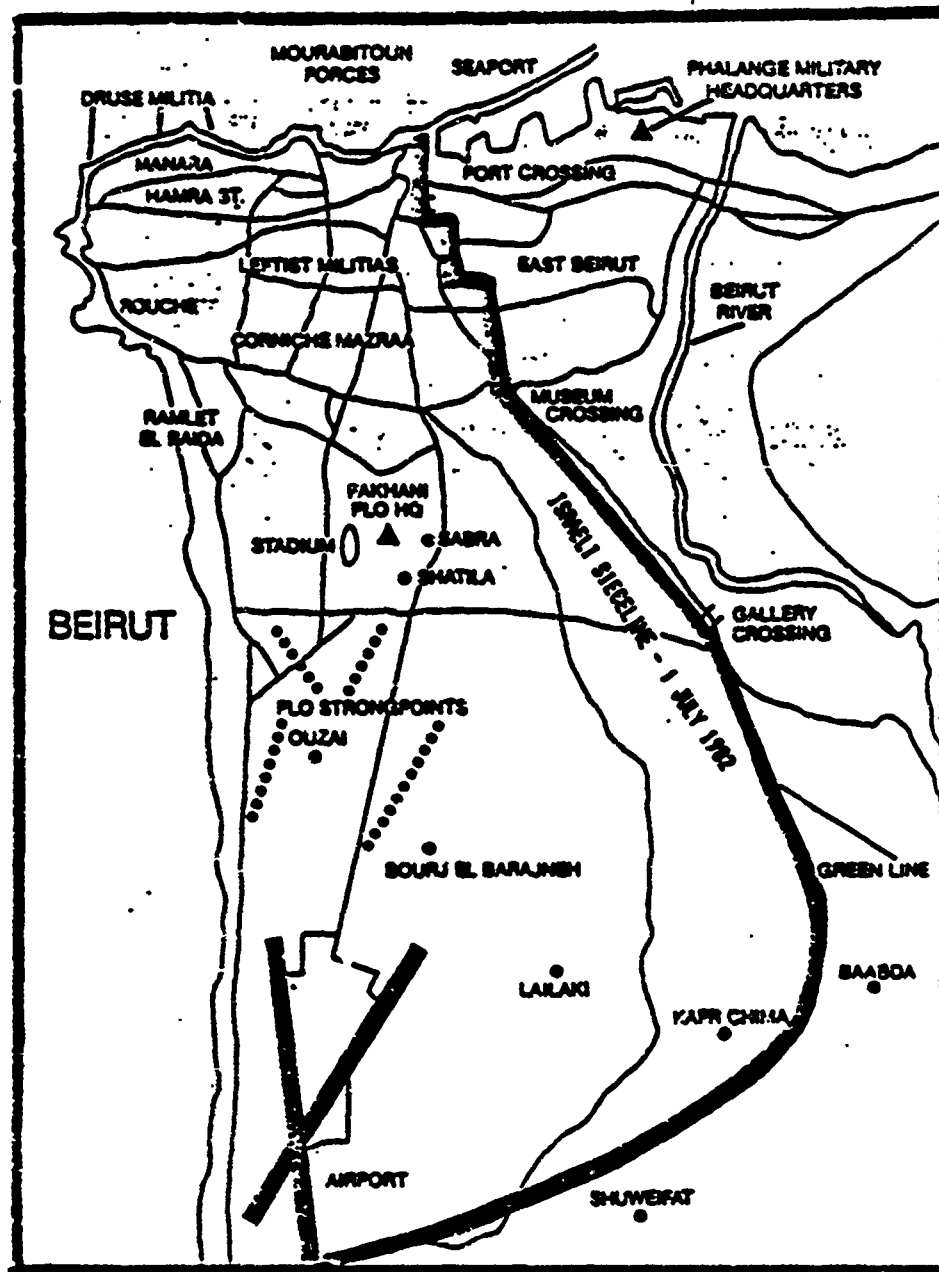 MOURABITOUN
FORCES
SEAPORT
PHALANGE MILITARY
HEADQUARTERS
DRUSE MILITIA
MANARA
PORT CROSSING
HAMRA ST.
LEFTIST MILITIAS
EAST BEIRUT
ROUCHE
BEIRUT
RIVER
CORNICHE MAZRAA
MUSEUM
CROSSING
RAMLET
EL BAIDA
FAKHANI
PLO HQ
STADIUM
SABRA
SHATILA
ISRAELI SIEGELINE - 1 JULY 1982
BEIRUT
GALLERY
CROSSING
PLO STRONGPOINTS
OUZAI
BOURJ EL BARAJNEH
GREEN LINE
LAILAKI
BAABDA
KAFR CHIMA
AIRPORT
SHUWEIFAT